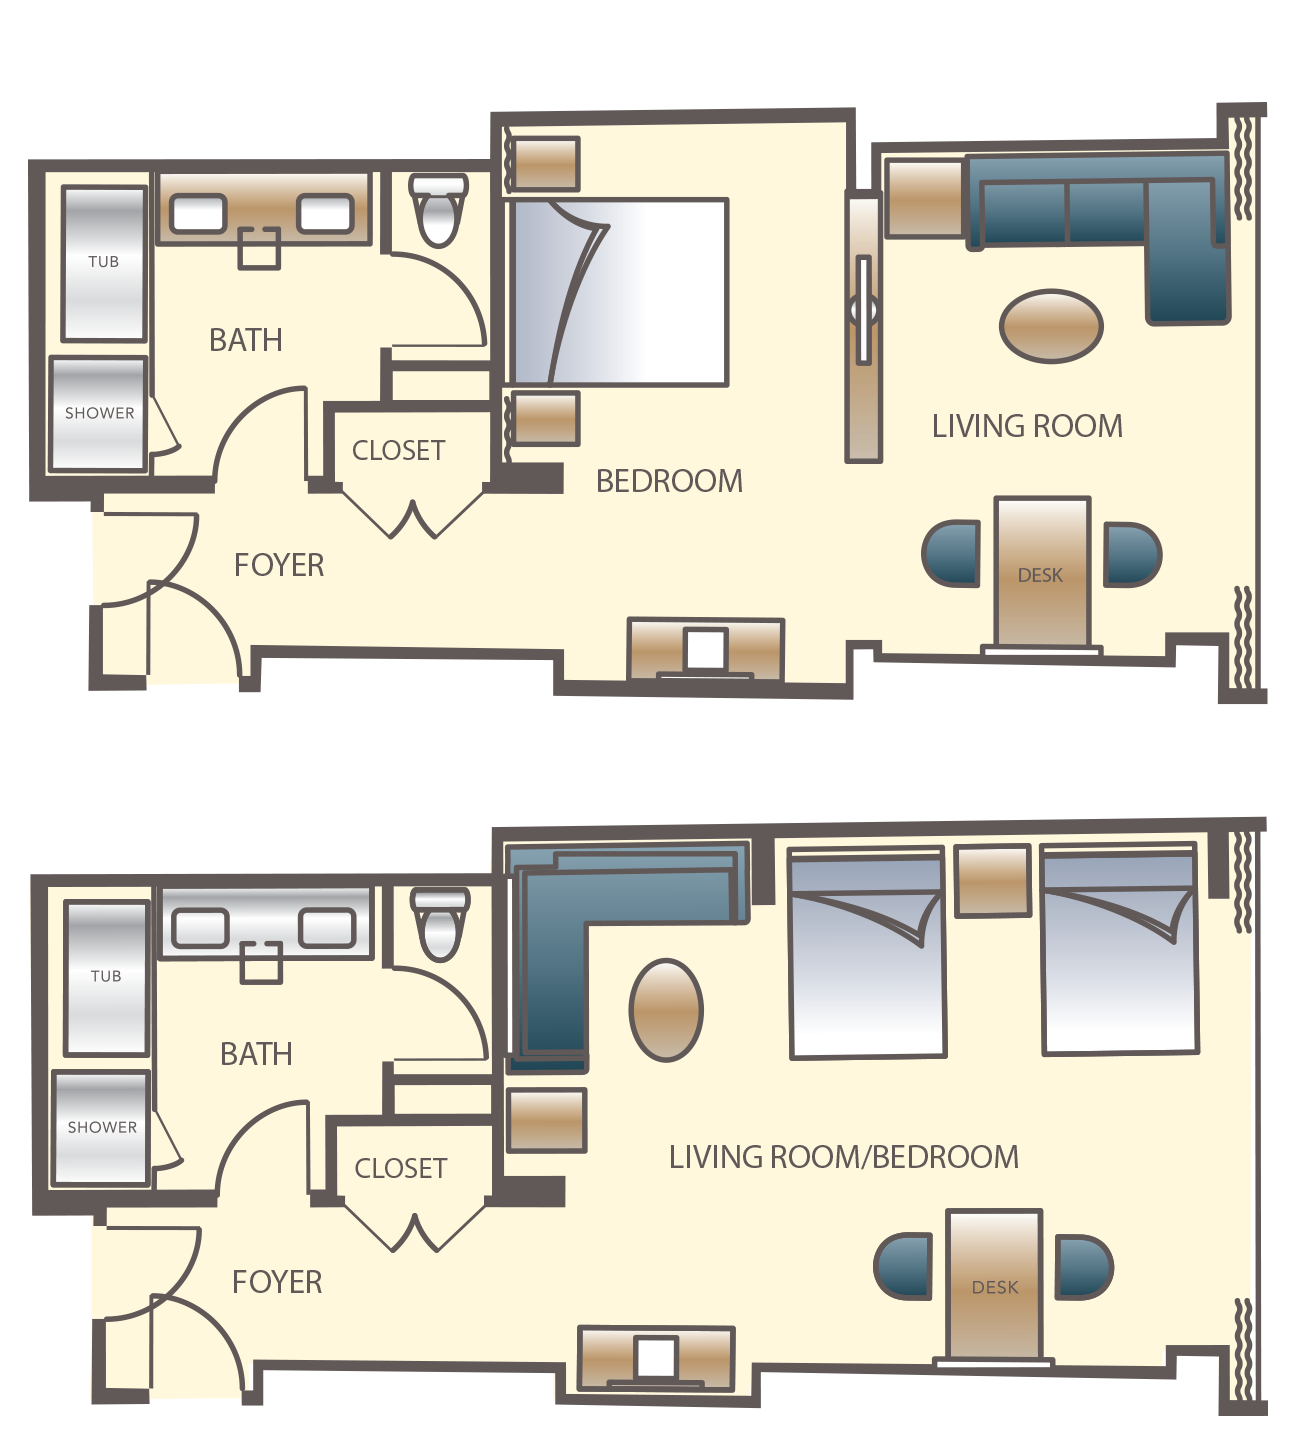 TUB
BATH
SHOWER
LIVING ROOM
CLOSET
BEDROOM
FOYER
DESK
TUB
BATH
SHOWER
LIVING ROOM/BEDROOM
CLOSET
FOYER
DESK